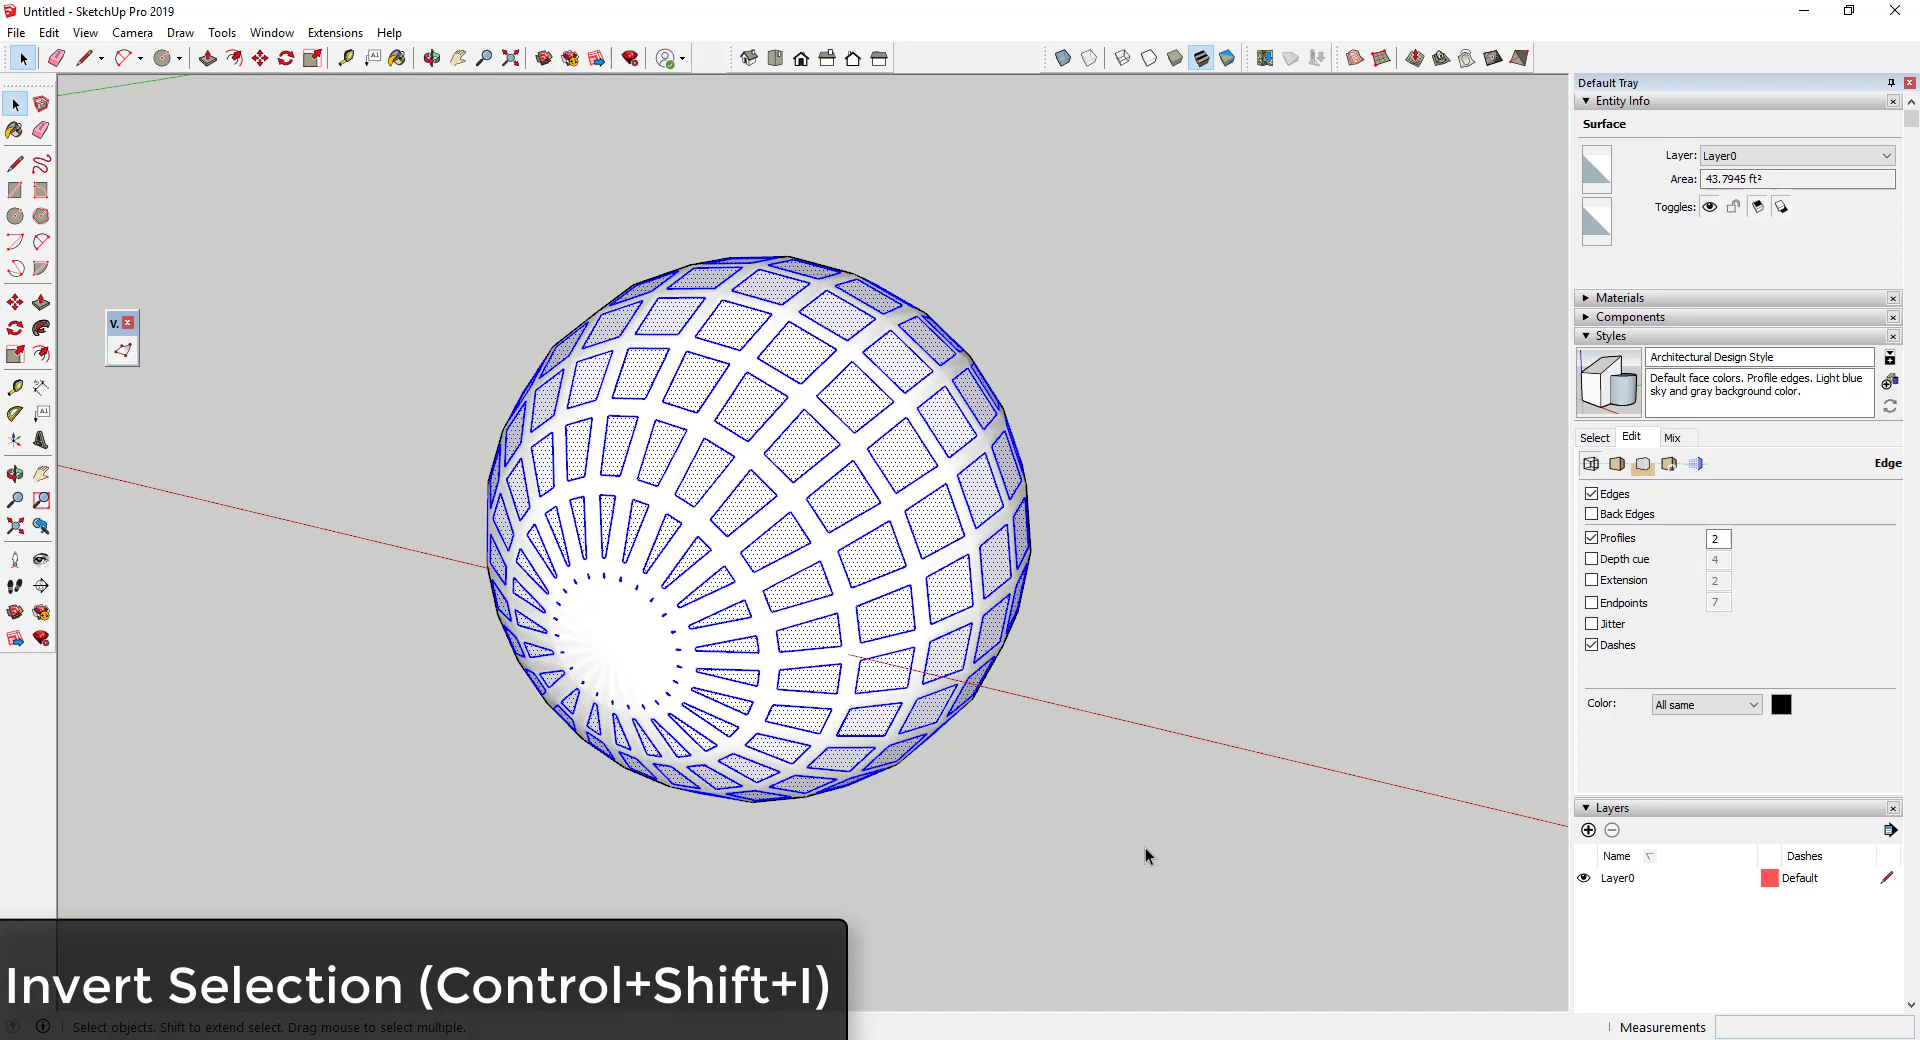 Untitled - SketchUp Pro 2019
File Edit View Camera Draw Tools Window Extensions Help
Default Tray
Entity Info
Surface
Layer: Layer0
Area: 43.7945 ft²
Toggles:
Materials
Components
Styles
Architectural Design Style
Default face colors. Profile edges. Light blue
sky and gray background color.
Select Edit Mix
Edge
Edges
Back Edges
Profiles 2
Depth cue 4
Extension 2
Endpoints 7
Jitter
Dashes
Color: All same
Layers
Name Dashes
Layer0 Default
V.
Invert Selection (Control+Shift+I)
Select objects. Shift to extend select. Drag mouse to select multiple.
Measurements